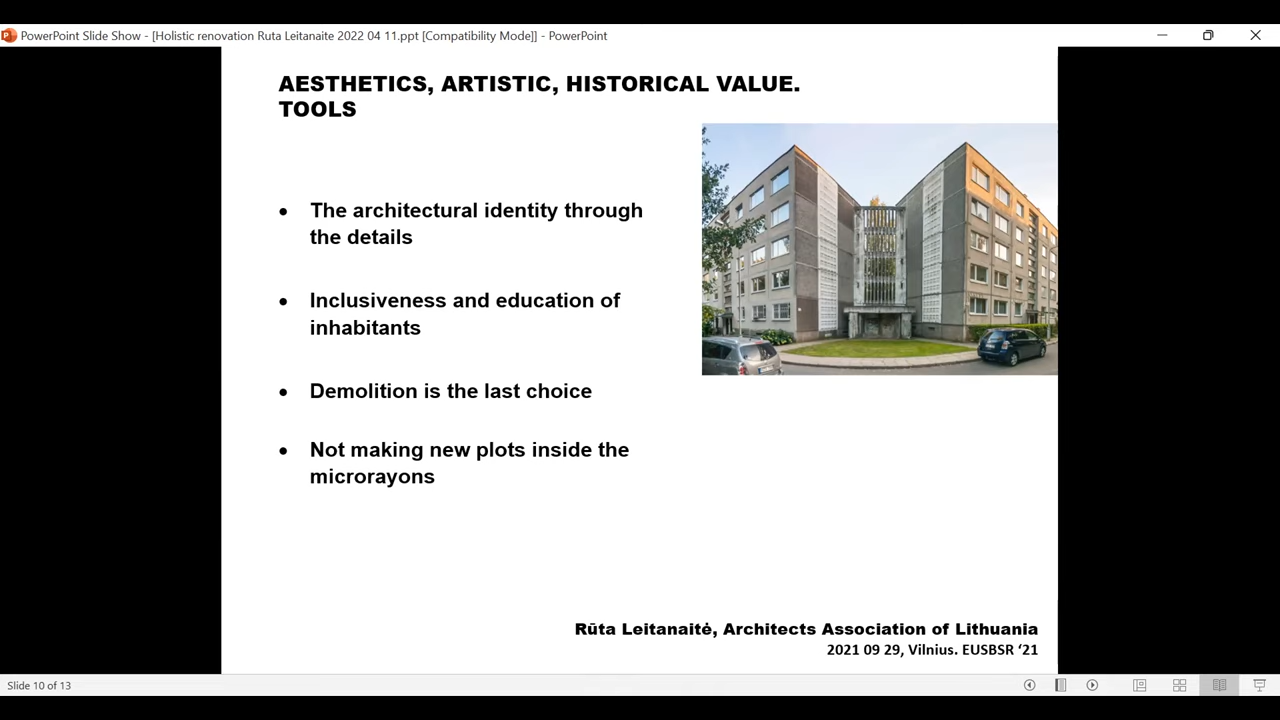 PowerPoint Slide Show - [Holistic renovation Ruta Leitanaite 2022 04 11.ppt [Compatibility Mode]] - PowerPoint
AESTHETICS, ARTISTIC, HISTORICAL VALUE.
TOOLS
• The architectural identity through
the details
• Inclusiveness and education of
inhabitants
• Demolition is the last choice
• Not making new plots inside the
microrayons
Rūta Leitanaitė, Architects Association of Lithuania
2021 09 29, Vilnius. EUSBSR ‘21
Slide 10 of 13